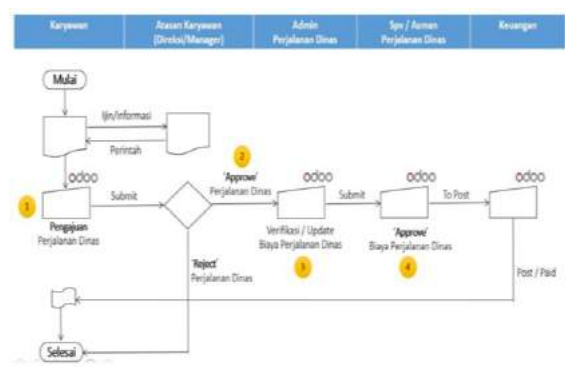 Karyawan
Atasan Karyawan
(Direksi/Manager)
Admin
Perjalanan Dinas
Spv / Asman
Perjalanan Dinas
Keuangan
Mulai
Ijin/informasi
Perintah
odoo
1
Pengajuan
Perjalanan Dinas
Submit
2
'Approve'
Perjalanan Dinas
'Reject'
Perjalanan Dinas
odoo
Verifikasi / Update
Biaya Perjalanan Dinas
3
Submit
odoo
'Approve'
Biaya Perjalanan Dinas
4
To Post
odoo
Post / Paid
Selesai